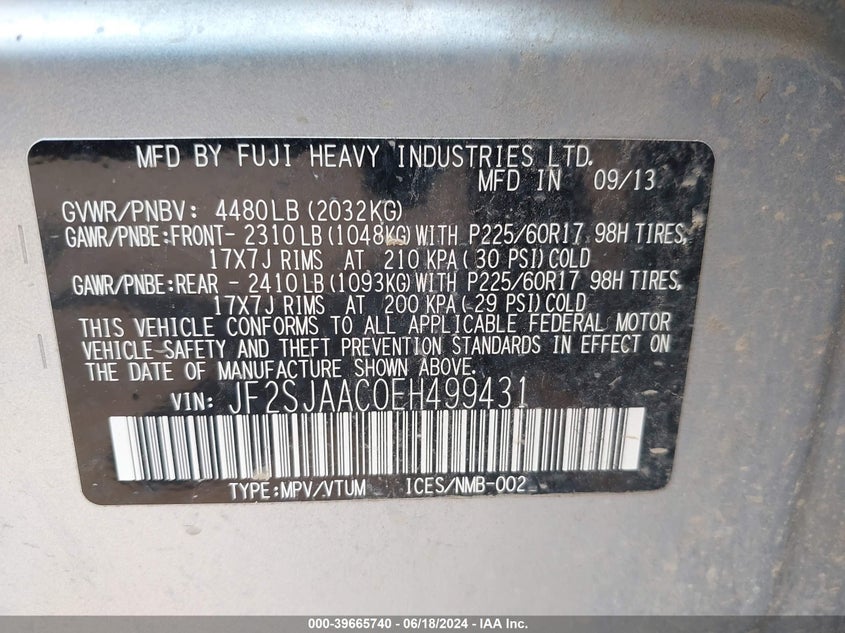 MFD BY FUJI HEAVY INDUSTRIES LTD.
MFD IN 09/13
GVWR/PNBV: 4480LB (2032KG)
GAWR/PNBE:FRONT- 2310LB (1048KG) WITH P225/60R17 98H TIRES,
17X7J RIMS AT 210 KPA ( 30 PSI) COLD
GAWR/PNBE:REAR - 2410LB (1093KG) WITH P225/60R17 98H TIRES,
17X7J RIMS AT 200 KPA ( 29 PSI) COLD
THIS VEHICLE CONFORMS TO ALL APPLICABLE FEDERAL MOTOR
VEHICLE SAFETY AND THEFT PREVENTION STANDARDS IN EFFECT ON
THE DATE OF MANUFACTURE SHOWN ABOVE.
VIN: JF2SJAAC0EH499431
TYPE:MPV/VTUM ICES/NMB-002
000-39665740 - 06/18/2024 - IAA Inc.